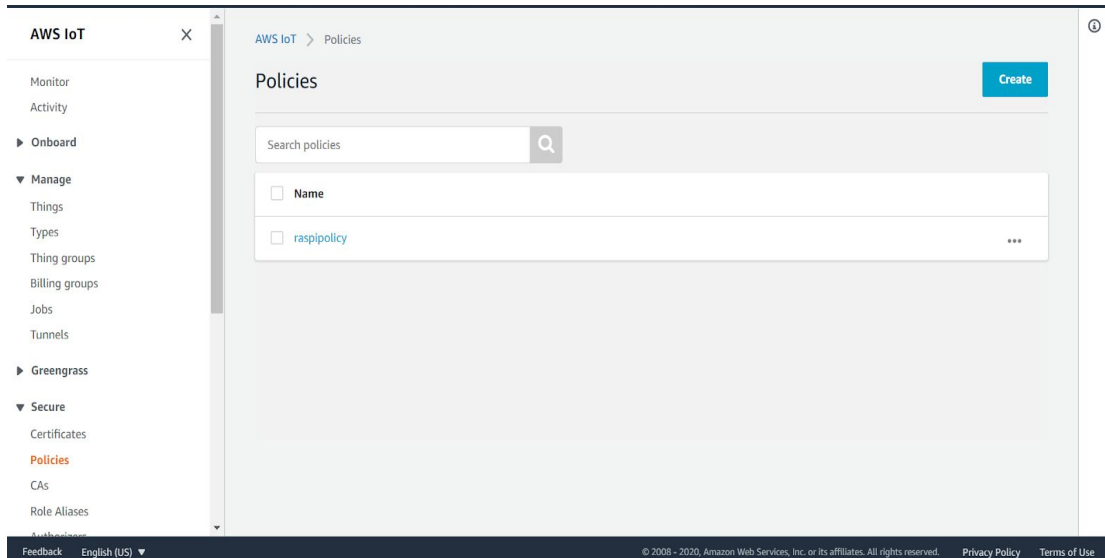 AWS IoT
Monitor
Activity
Onboard
Manage
Things
Types
Thing groups
Billing groups
Jobs
Tunnels
Greengrass
Secure
Certificates
Policies
CAs
Role Aliases
AWS IoT > Policies
Policies
Create
Search policies
Name
raspipolicy
Feedback English (US)
© 2008 - 2020, Amazon Web Services, Inc. or its affiliates. All rights reserved. Privacy Policy Terms of Use